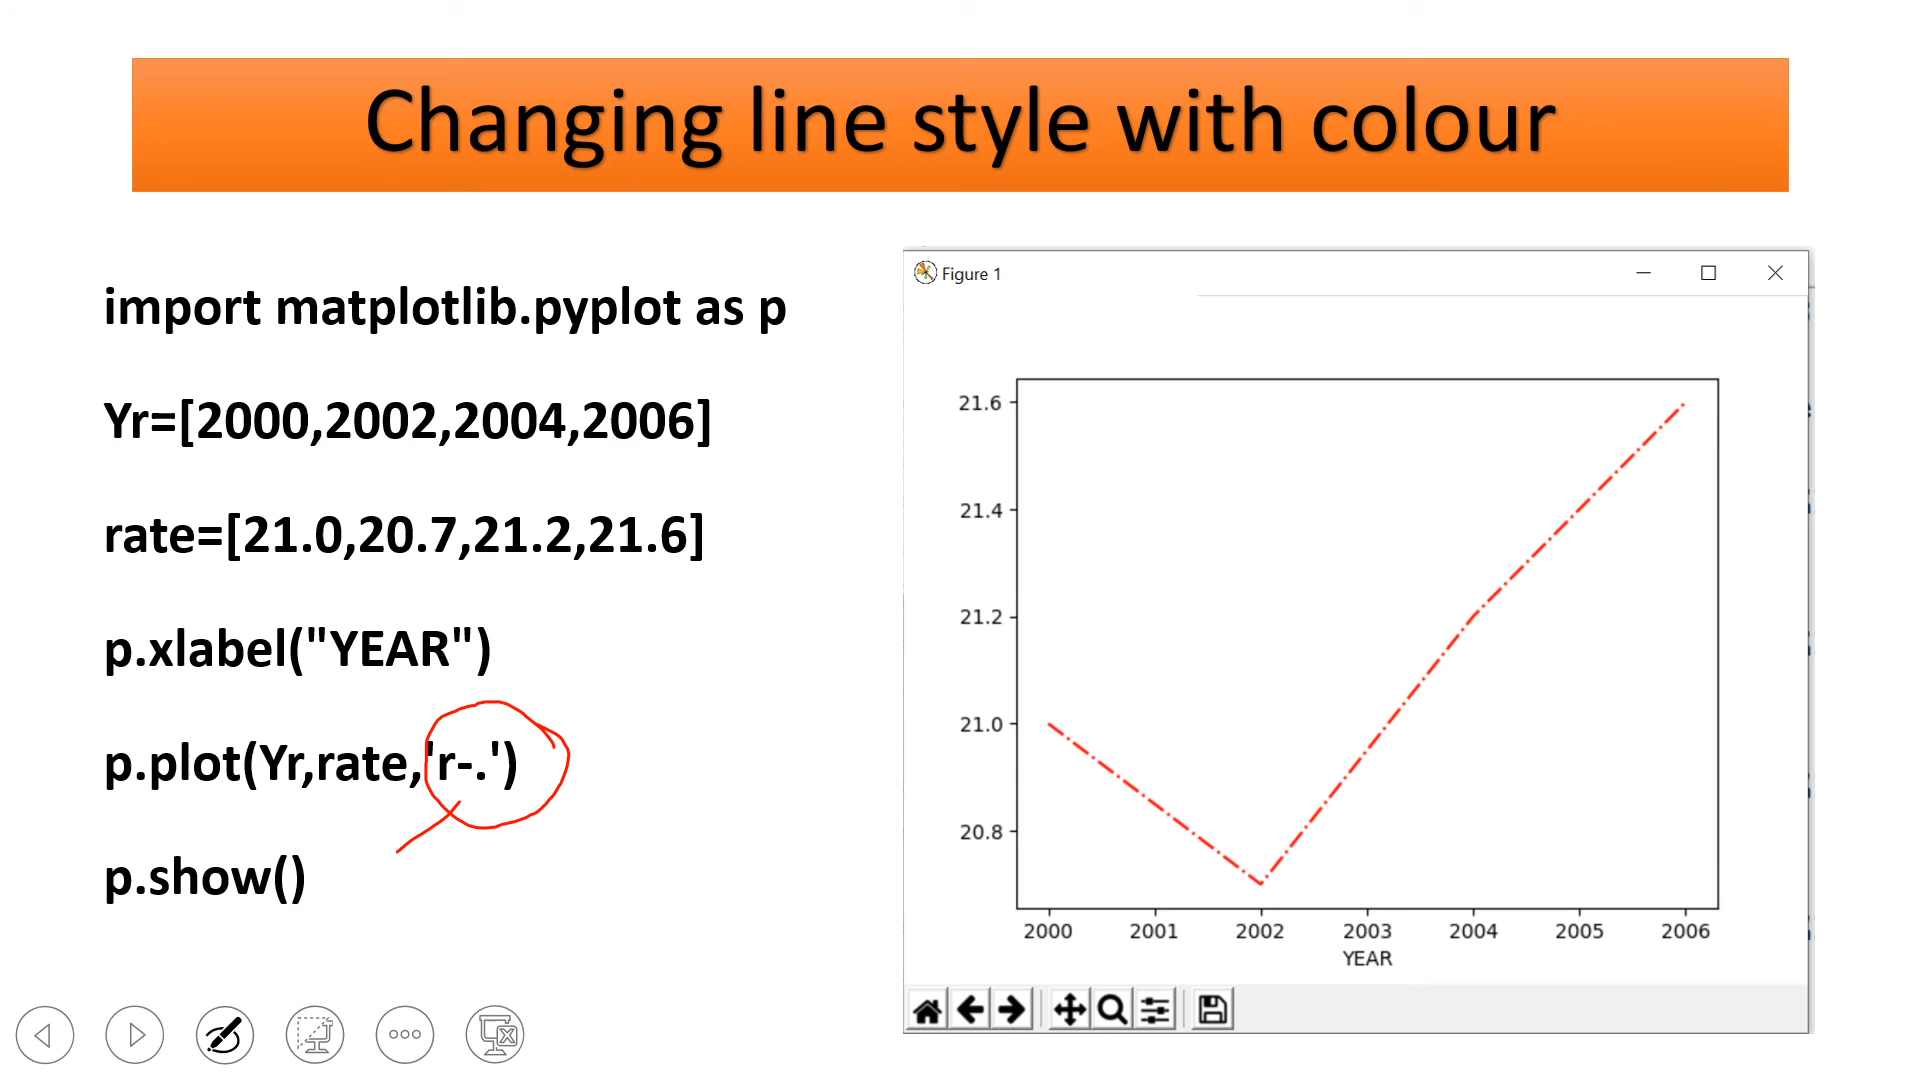 Changing line style with colour
import matplotlib.pyplot as p
Yr=[2000,2002,2004,2006]
rate=[21.0,20.7,21.2,21.6]
p.xlabel("YEAR")
p.plot(Yr,rate,'r-.')
p.show()
Figure 1
21.6
21.4
21.2
21.0
20.8
2000 2001 2002 2003 2004 2005 2006
YEAR